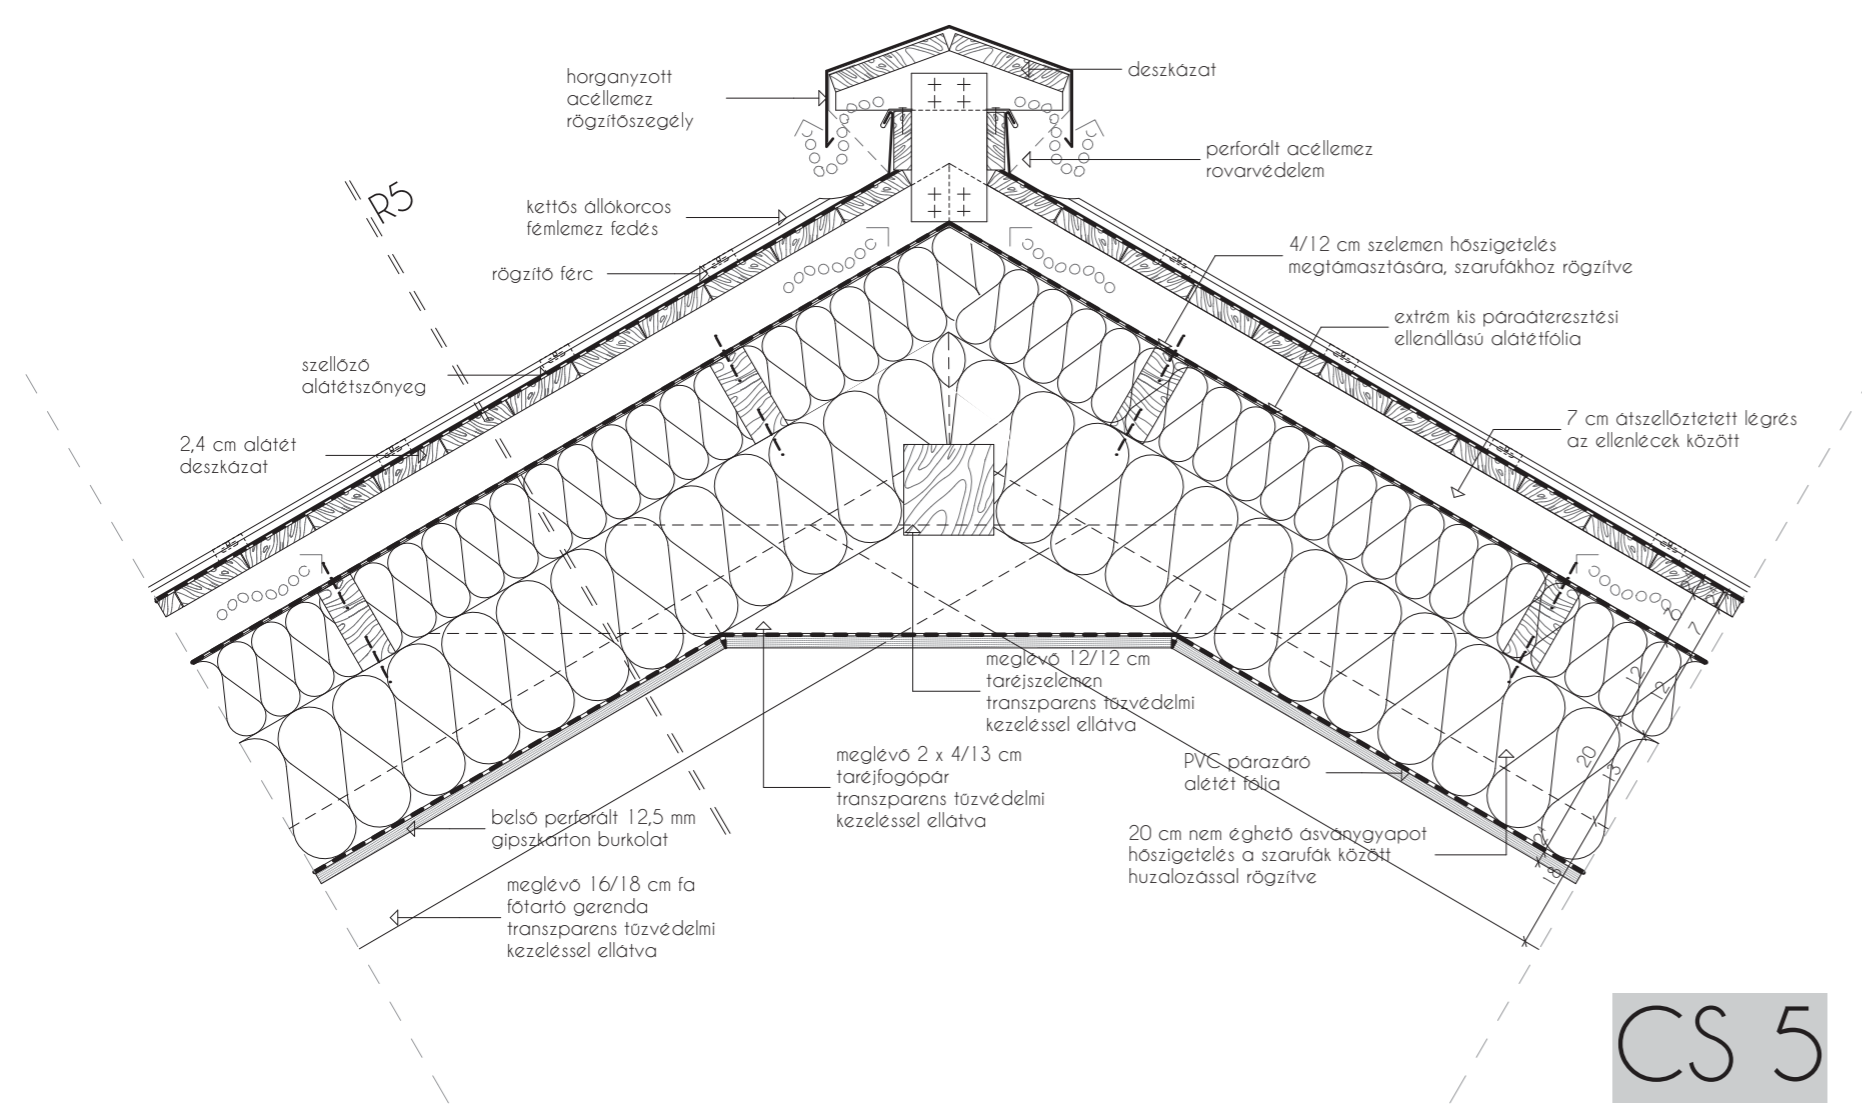 horganyzott
acéllemez
rögzítőszegély
deszkázat
perforált acéllemez
rovarvédelem
R5
kettős állókorcos
fémlemez fedés
rögzítő férc
4/12 cm szelemen hőszigetelés
megtámasztására, szarufákhoz rögzítve
extrém kis páraáteresztési
ellenállású alátétfólia
szellőző
alátétszőnyeg
7 cm átszellőztetett légrés
az ellenlécek között
2,4 cm alátét
deszkázat
meglévő 12/12 cm
taréjszelemen
transzparens tűzvédelmi
kezeléssel ellátva
meglévő 2 x 4/13 cm
taréjfogópár
transzparens tűzvédelmi
kezeléssel ellátva
PVC párazáró
alétét fólia
belső perforált 12,5 mm
gipszkarton burkolat
20 cm nem éghető ásványgyapot
hőszigetelés a szarufák között
huzalozással rögzítve
meglévő 16/18 cm fa
főtartó gerenda
transzparens tűzvédelmi
kezeléssel ellátva
7
12
12
20
13
18
CS 5